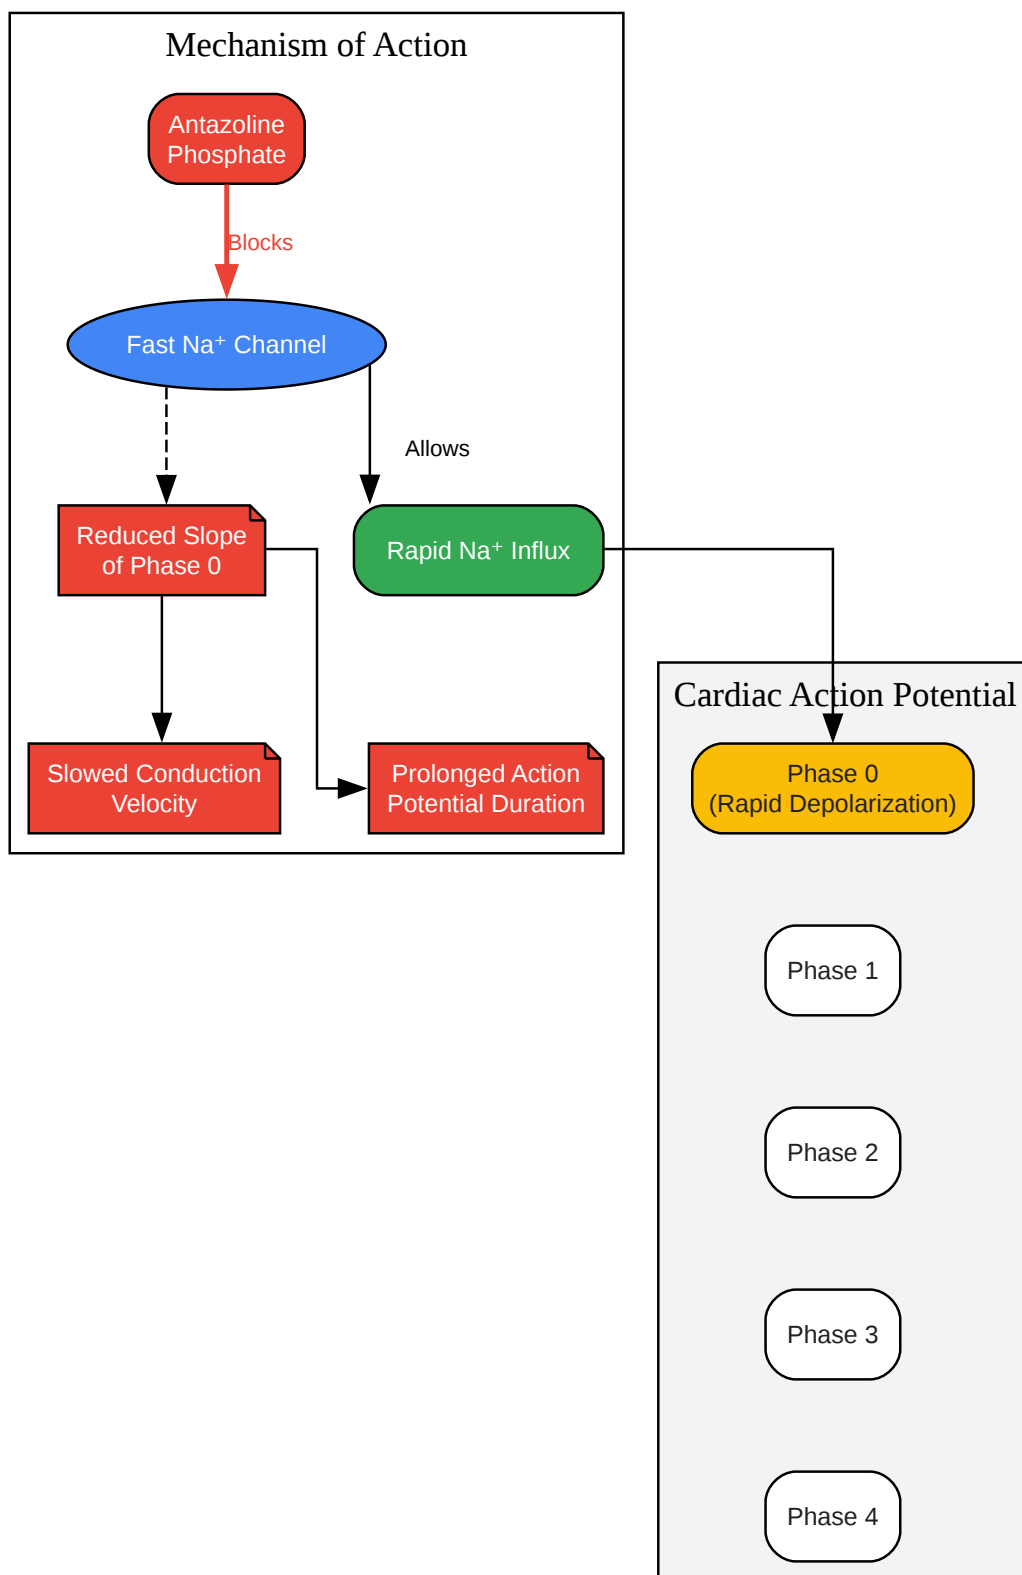 Mechanism of Action
Antazoline
Phosphate
Blocks
Fast Na⁺ Channel
Allows
Reduced Slope
of Phase 0
Rapid Na⁺ Influx
Cardiac Action Potential
Slowed Conduction
Velocity
Prolonged Action
Potential Duration
Phase 0
(Rapid Depolarization)
Phase 1
Phase 2
Phase 3
Phase 4